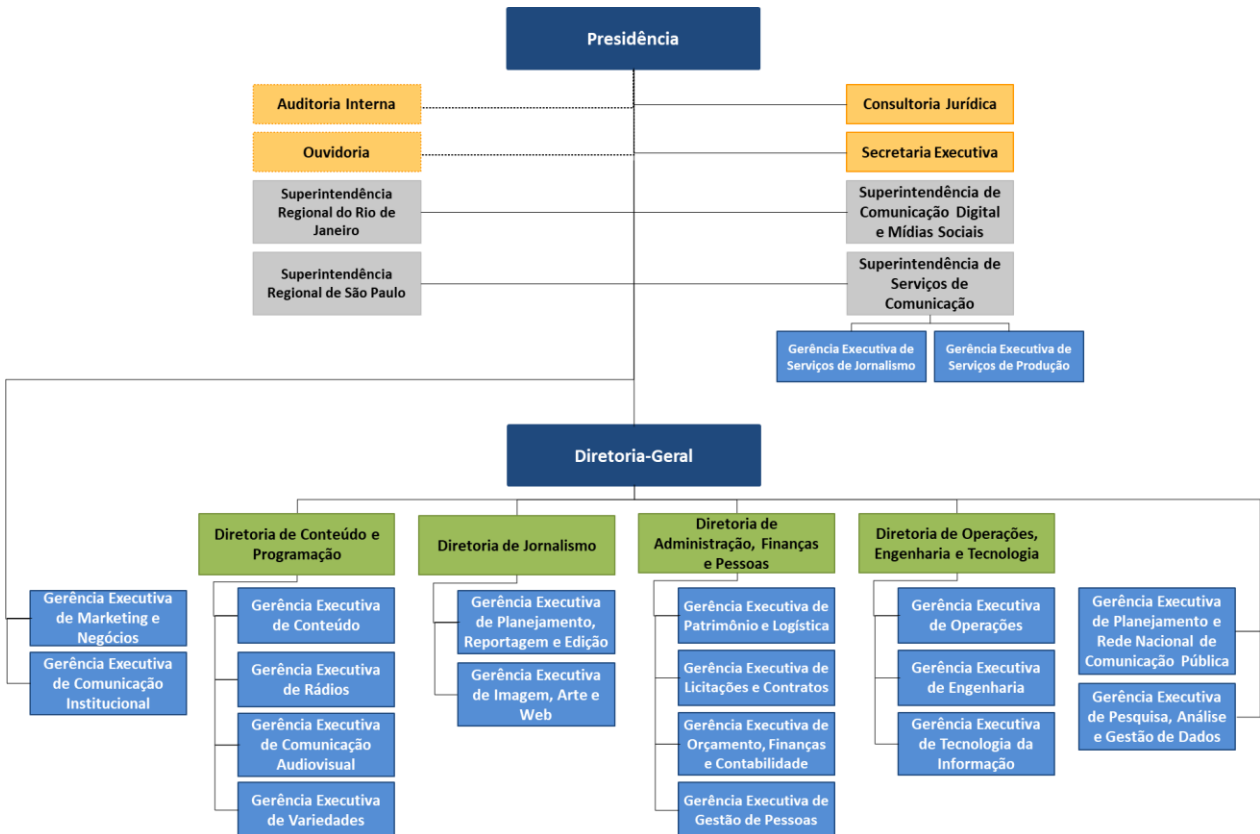 Presidência
Auditoria Interna
Consultoria Jurídica
Ouvidoria
Secretaria Executiva
Superintendência
Regional do Rio de
Janeiro
Superintendência de
Comunicação Digital
e Mídias Sociais
Superintendência
Regional de São Paulo
Superintendência de
Serviços de
Comunicação
Gerência Executiva de
Serviços de Jornalismo
Gerência Executiva de
Serviços de Produção
Diretoria-Geral
Diretoria de Conteúdo e
Programação
Diretoria de Jornalismo
Diretoria de
Administração, Finanças
e Pessoas
Diretoria de Operações,
Engenharia e Tecnologia
Gerência Executiva
de Marketing e
Negócios
Gerência Executiva
de Comunicação
Institucional
Gerência Executiva
de Conteúdo
Gerência Executiva
de Rádios
Gerência Executiva
de Comunicação
Audiovisual
Gerência Executiva
de Variedades
Gerência Executiva
de Planejamento,
Reportagem e Edição
Gerência Executiva
de Imagem, Arte e
Web
Gerência Executiva de
Patrimônio e Logística
Gerência Executiva de
Licitações e Contratos
Gerência Executiva de
Orçamento, Finanças
e Contabilidade
Gerência Executiva de
Gestão de Pessoas
Gerência Executiva
de Operações
Gerência Executiva
de Engenharia
Gerência Executiva
de Tecnologia da
Informação
Gerência Executiva
de Planejamento e
Rede Nacional de
Comunicação Pública
Gerência Executiva
de Pesquisa, Análise
e Gestão de Dados